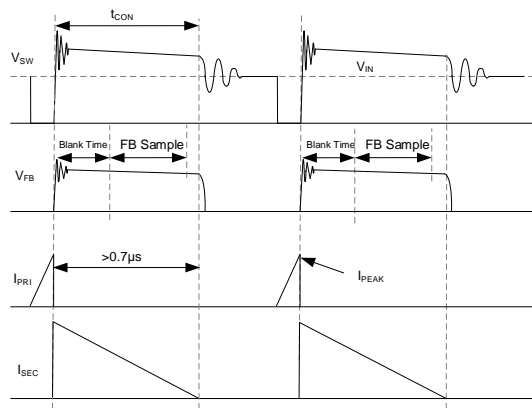 tCON
VSW
VIN
Blank Time
FB Sample
Blank Time
FB Sample
VFB
>0.7μs
IPRI
IPEAK
ISEC